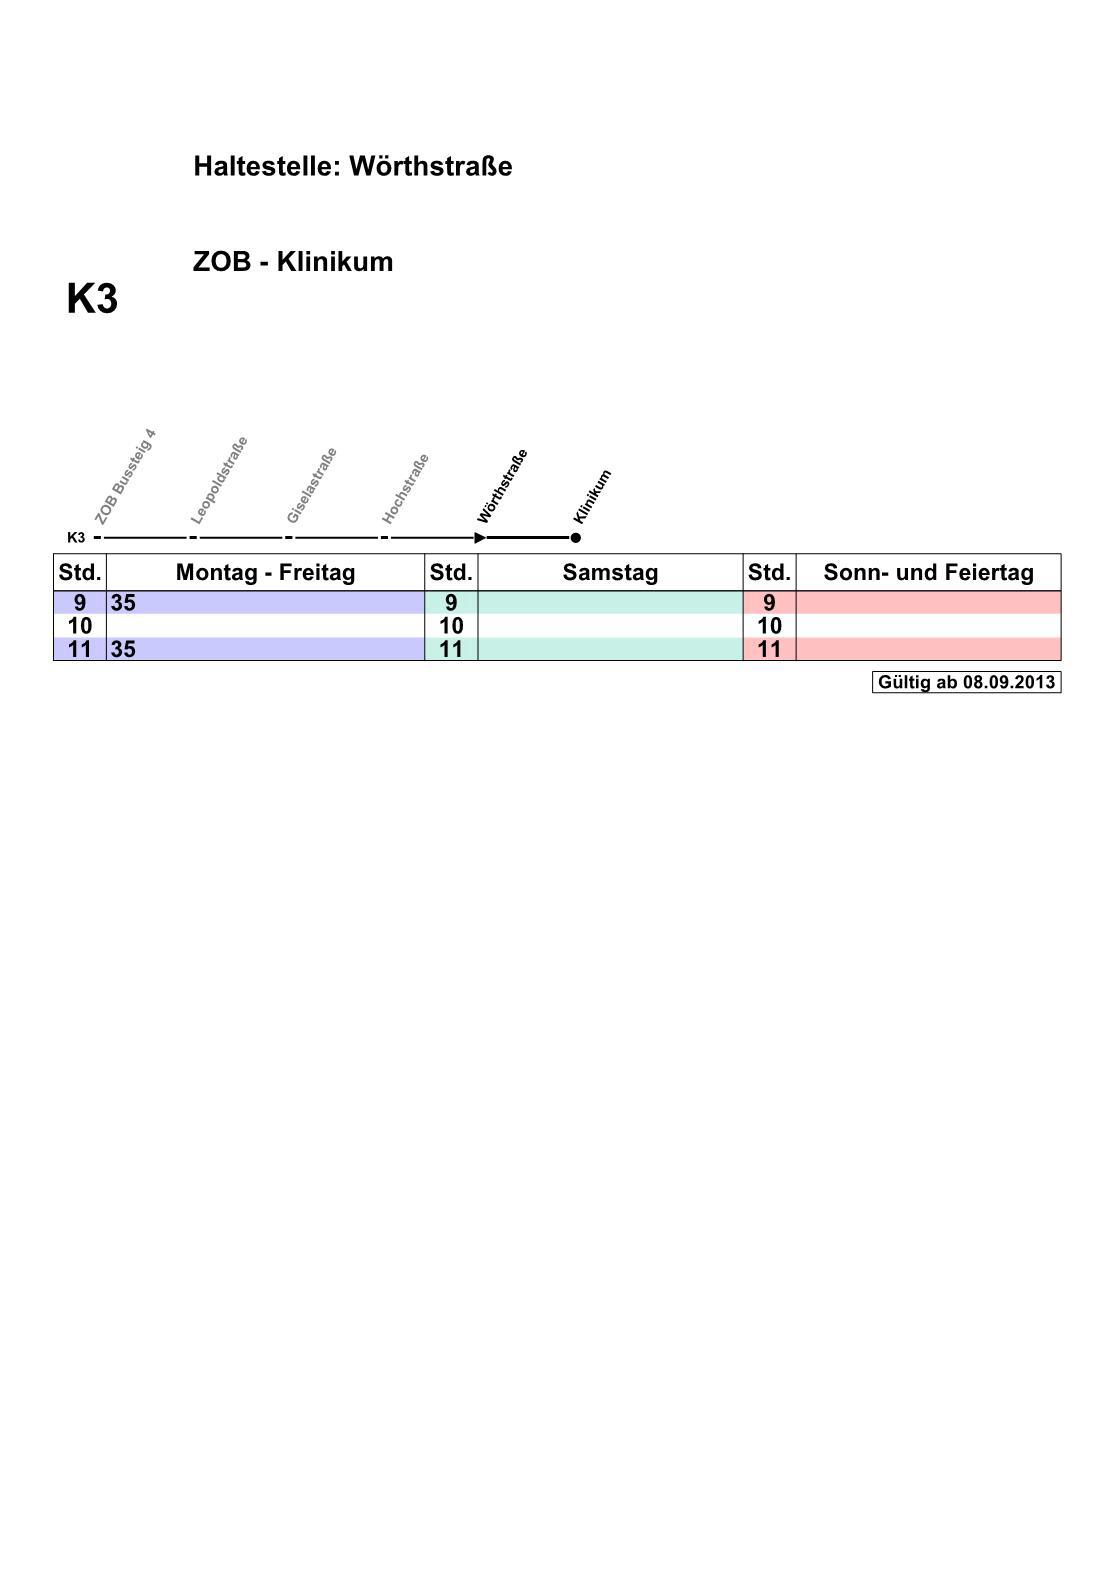 Haltestelle: Wörthstraße
ZOB - Klinikum
K3
ZOB Bussteig 4
Leopoldstraße
Giselastraße
Hochstraße
Wörthstraße
Klinikum
K3
Std. Montag - Freitag Std. Samstag Std. Sonn- und Feiertag
9 35 9 9
10 10 10
11 35 11 11
Gültig ab 08.09.2013